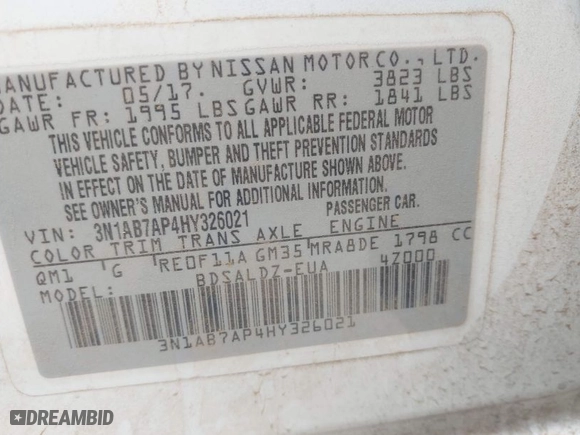 MANUFACTURED BY NISSAN MOTOR CO., LTD.
DATE: 05/17. GVWR: 3823 LBS
GAWR FR: 1995 LBS GAWR RR: 1841 LBS
THIS VEHICLE CONFORMS TO ALL APPLICABLE FEDERAL MOTOR
VEHICLE SAFETY, BUMPER AND THEFT PREVENTION STANDARDS
IN EFFECT ON THE DATE OF MANUFACTURE SHOWN ABOVE.
SEE OWNER'S MANUAL FOR ADDITIONAL INFORMATION.
VIN: 3N1AB7AP4HY326021 PASSENGER CAR.
COLOR TRIM TRANS AXLE ENGINE
QM1 'G 'RE0F11A GM35 'MRA8DE 1798 CC
MODEL: BDSALDZ-EUA 4Z000
3N1AB7AP4HY326021
DREAMBID